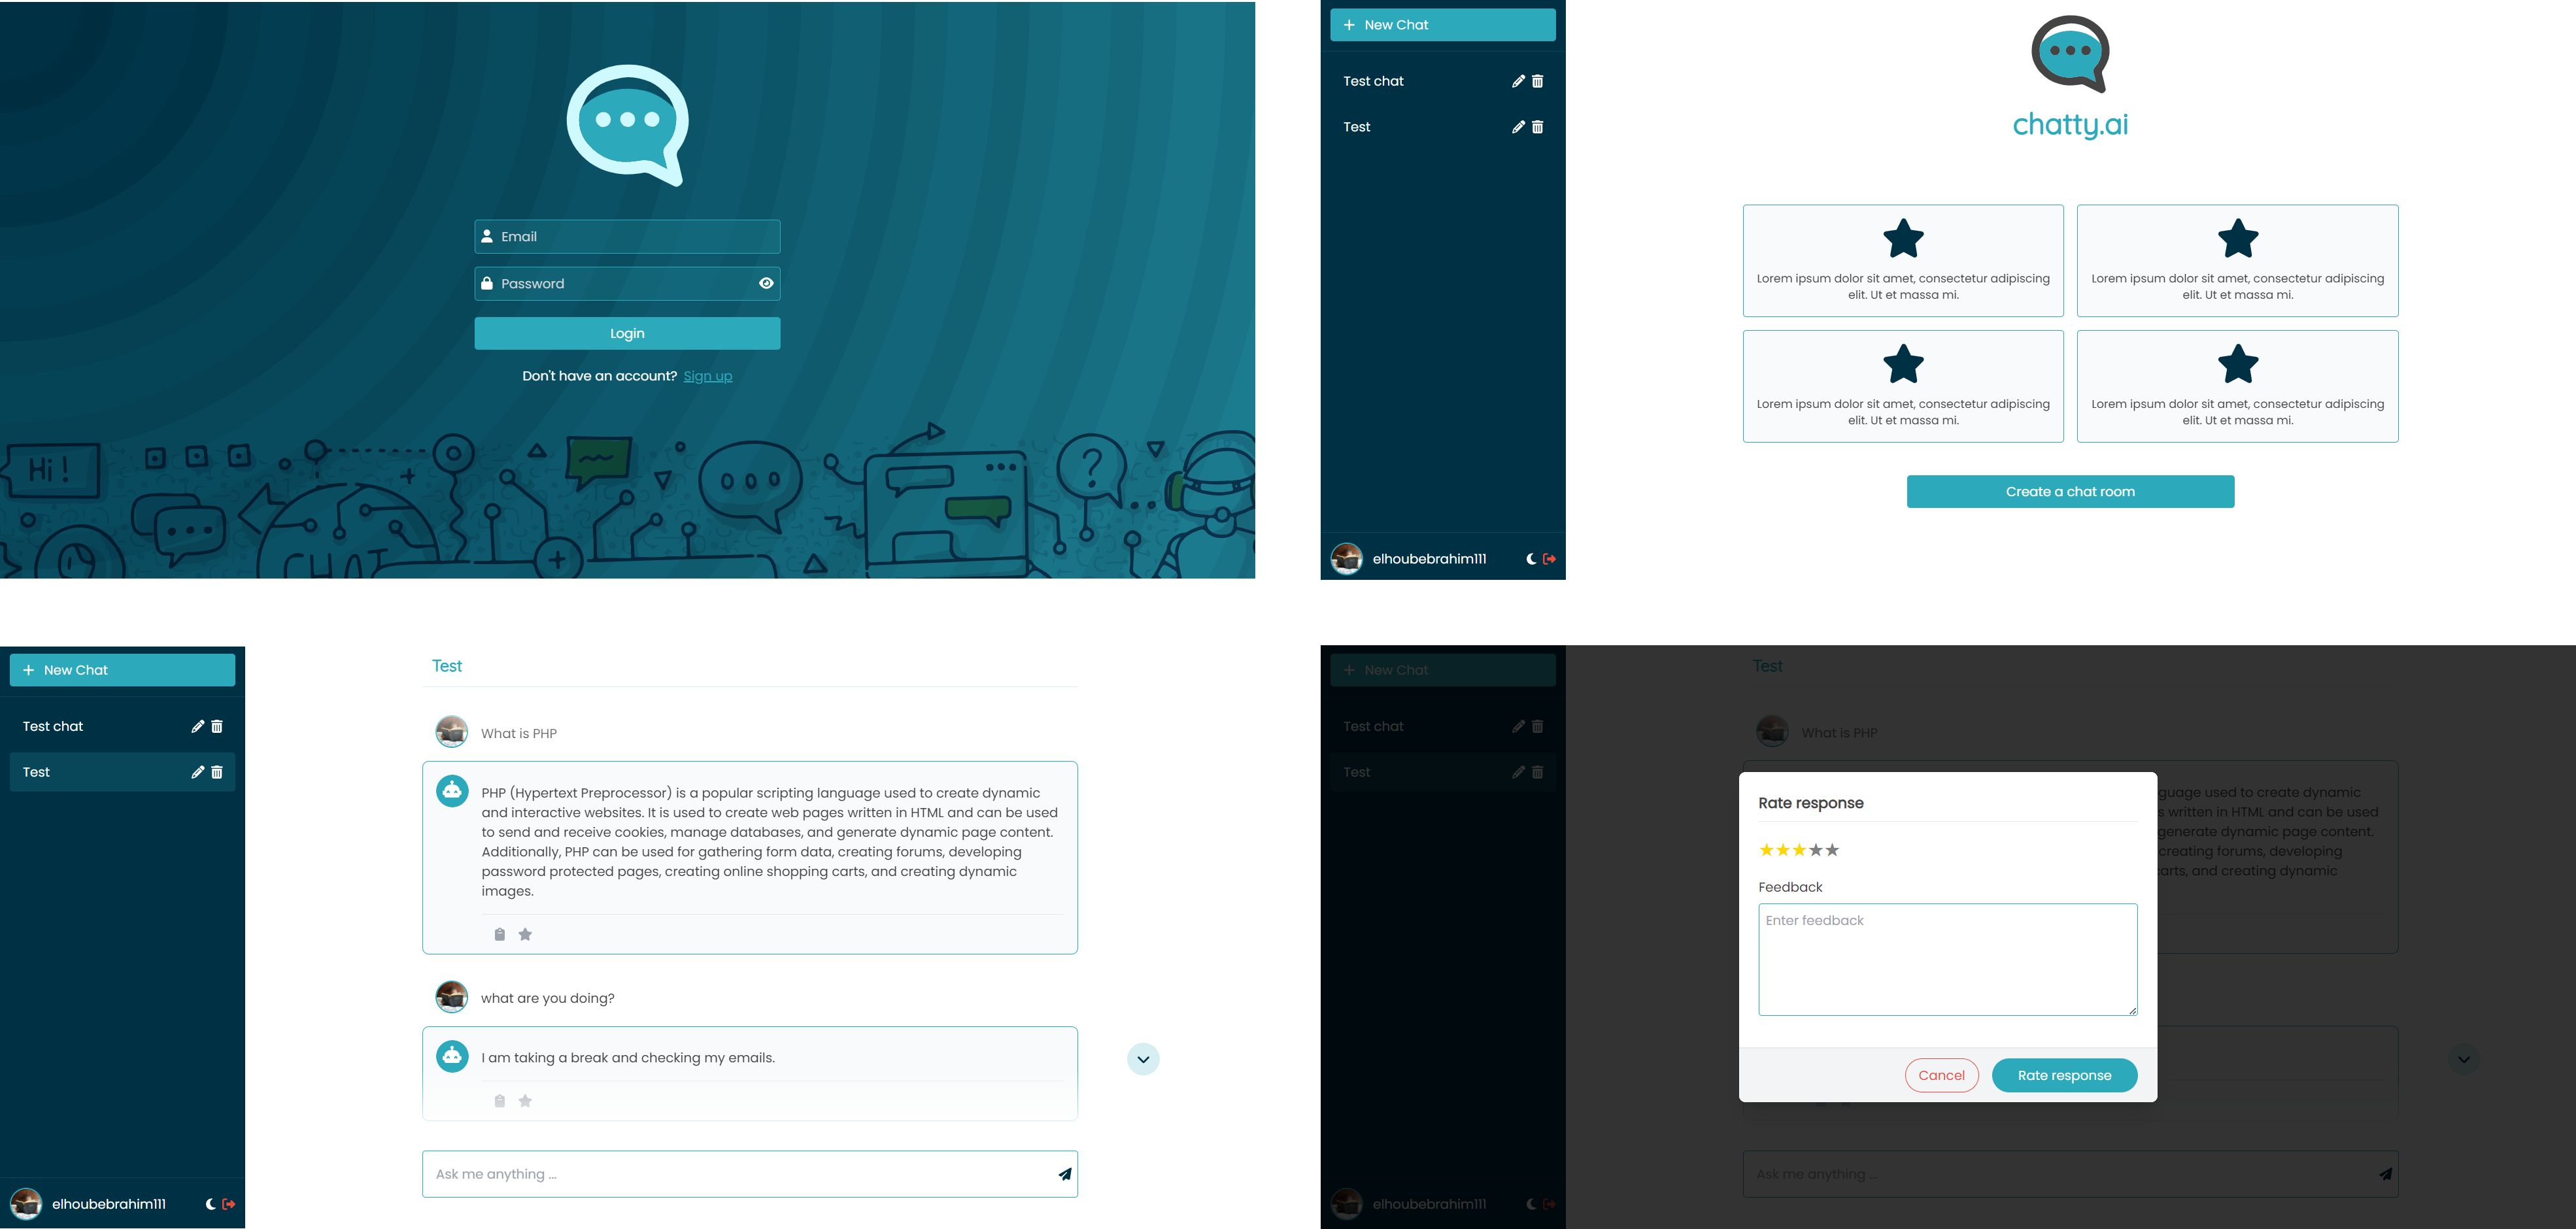 Email
Password
Login
Don't have an account? Sign up
Hi !
CHAT
New Chat
Test chat
Test
elhoubebrahim111
chatty.ai
Lorem ipsum dolor sit amet, consectetur adipiscing
elit. Ut et massa mi.
Lorem ipsum dolor sit amet, consectetur adipiscing
elit. Ut et massa mi.
Lorem ipsum dolor sit amet, consectetur adipiscing
elit. Ut et massa mi.
Lorem ipsum dolor sit amet, consectetur adipiscing
elit. Ut et massa mi.
Create a chat room
New Chat
Test chat
Test
elhoubebrahim111
Test
What is PHP
PHP (Hypertext Preprocessor) is a popular scripting language used to create dynamic
and interactive websites. It is used to create web pages written in HTML and can be used
to send and receive cookies, manage databases, and generate dynamic page content.
Additionally, PHP can be used for gathering form data, creating forums, developing
password protected pages, creating online shopping carts, and creating dynamic
images.
what are you doing?
I am taking a break and checking my emails.
Ask me anything ...
New Chat
Test chat
Test
elhoubebrahim111
Test
What is PHP
guage used to create dynamic
s written in HTML and can be used
generate dynamic page content.
creating forums, developing
arts, and creating dynamic
Rate response
Feedback
Enter feedback
Cancel
Rate response
Ask me anything ...